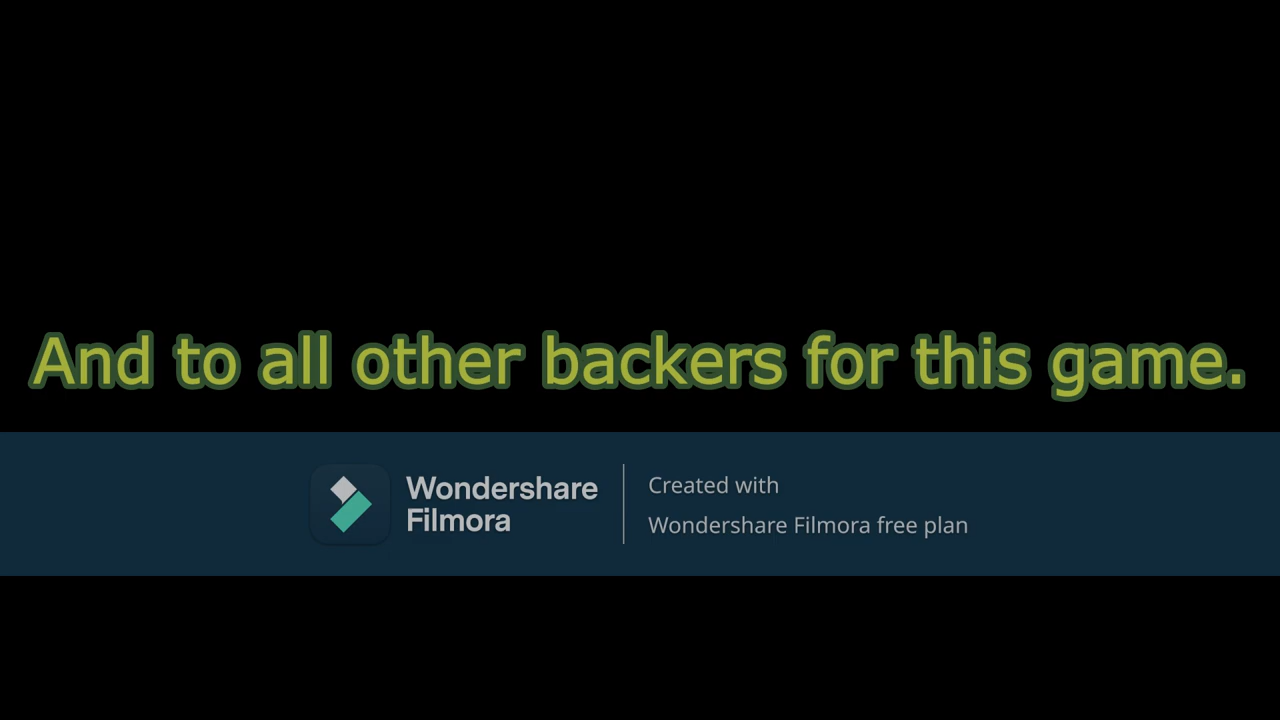 And to all other backers for this game.
Wondershare
Filmora
Created with
Wondershare Filmora free plan